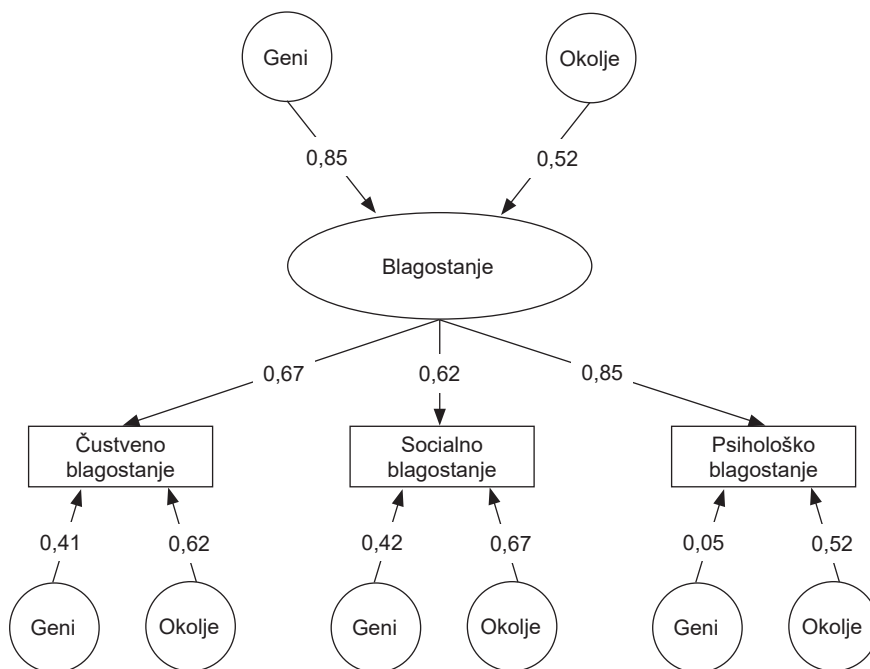 Geni
Okolje
0,85
0,52
Blagostanje
0,67
0,62
0,85
Čustveno
blagostanje
Socialno
blagostanje
Psihološko
blagostanje
0,41
0,62
0,42
0,67
0,05
0,52
Geni
Okolje
Geni
Okolje
Geni
Okolje